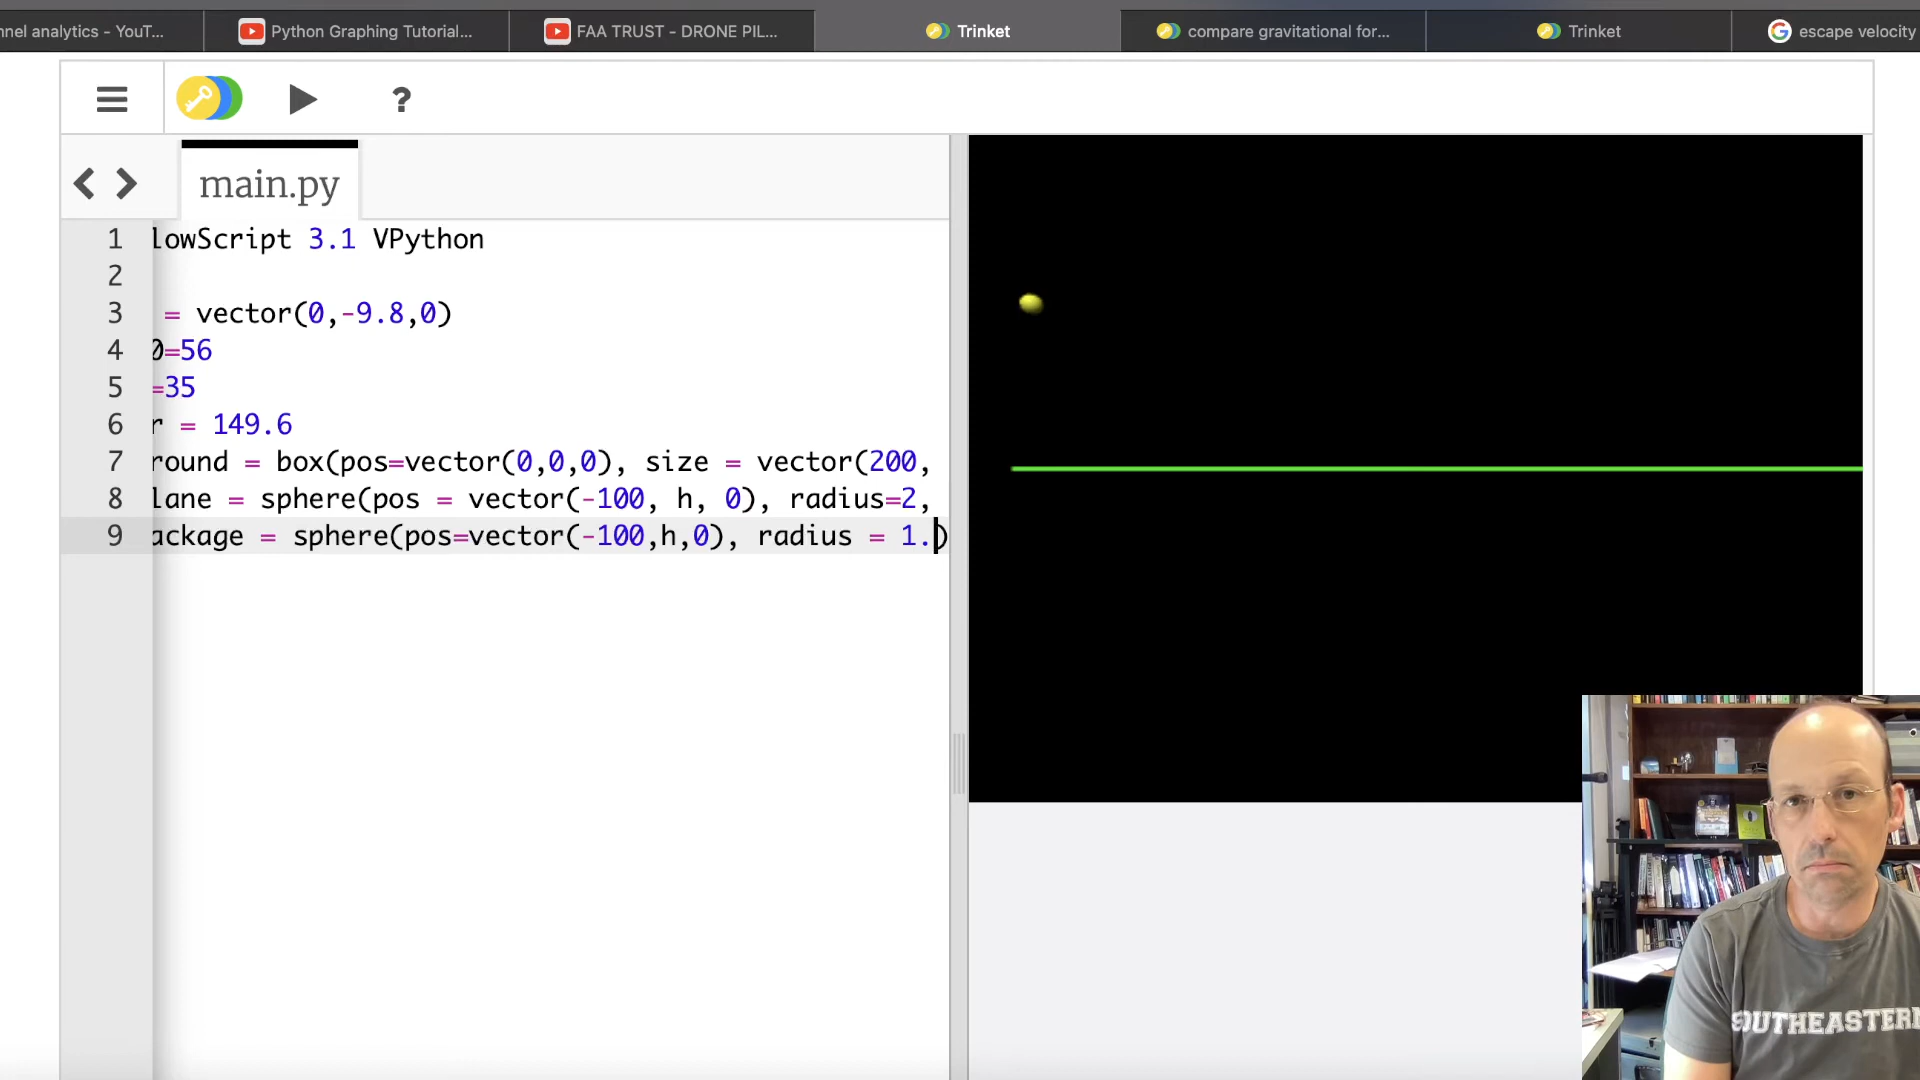 nnel analytics - YouT...
Python Graphing Tutorial...
FAA TRUST - DRONE PIL...
Trinket
compare gravitational for...
Trinket
escape velocity
?
main.py
1 lowScript 3.1 VPython
2
3 = vector(0,-9.8,0)
4 0=56
5 =35
6 r = 149.6
7 round = box(pos=vector(0,0,0), size = vector(200,
8 lane = sphere(pos = vector(-100, h, 0), radius=2,
9 ackage = sphere(pos=vector(-100,h,0), radius = 1.)
SOUTHEASTERN